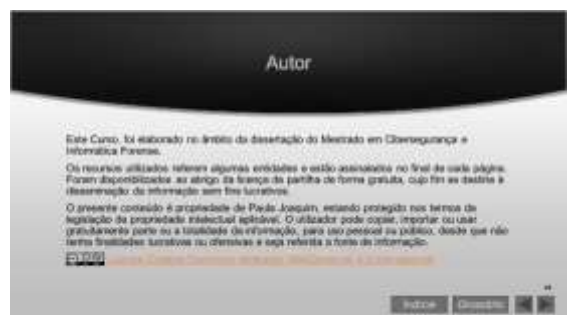 Autor
Este Curso, foi elaborado no âmbito da dissertação do Mestrado em Cibersegurança e
Informática Forense.
Os recursos utilizados referem algumas entidades e estão assinalados no final de cada página.
Foram disponibilizados ao abrigo da licença da partilha de forma gratuita, cujo fim se destina à
disseminação da informação sem fins lucrativos.
O presente conteúdo é propriedade de Paulo Joaquim, estando protegido nos termos da
legislação da propriedade intelectual aplicável. O utilizador pode copiar, importar ou usar
gratuitamente parte ou a totalidade da informação, para uso pessoal ou público, desde que não
tenha finalidades lucrativas ou ofensivas e seja referida a fonte de informação.
Índice Glossário